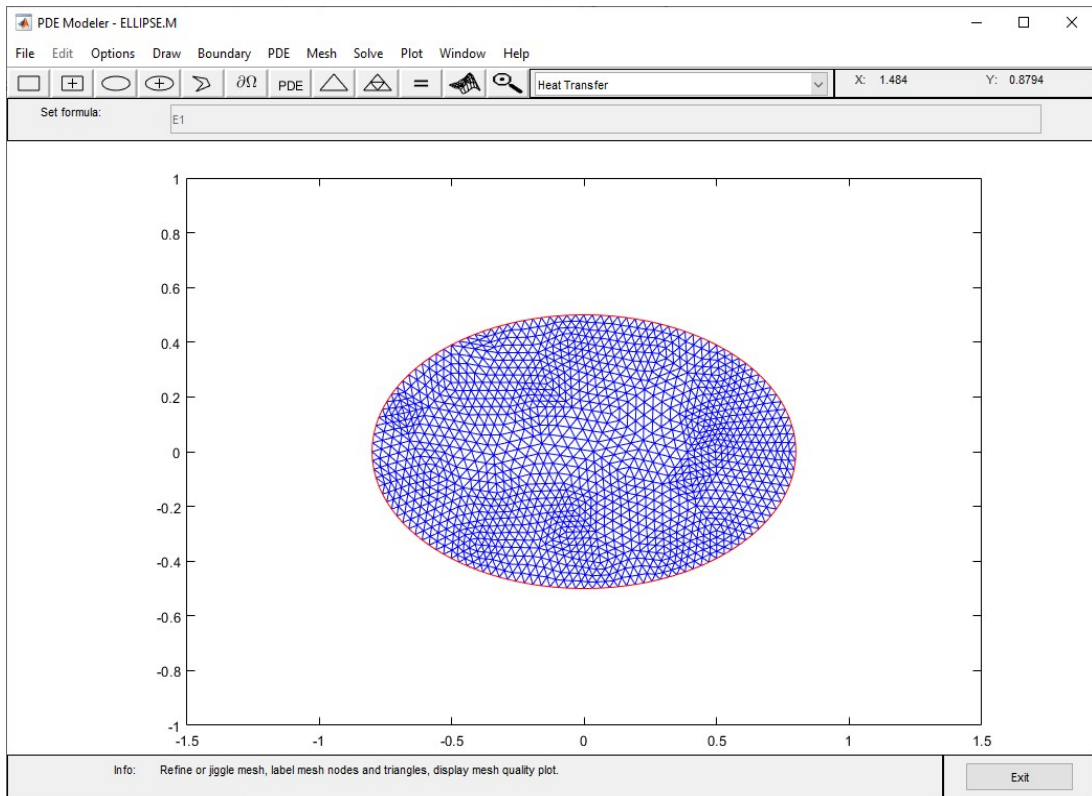 PDE Modeler - ELLIPSE.M
File Edit Options Draw Boundary PDE Mesh Solve Plot Window Help
∂Ω PDE = Heat Transfer X: 1.484 Y: 0.8794
Set formula: E1
1
0.8
0.6
0.4
0.2
0
-0.2
-0.4
-0.6
-0.8
-1
-1.5 -1 -0.5 0 0.5 1 1.5
Info: Refine or jiggle mesh, label mesh nodes and triangles, display mesh quality plot. Exit